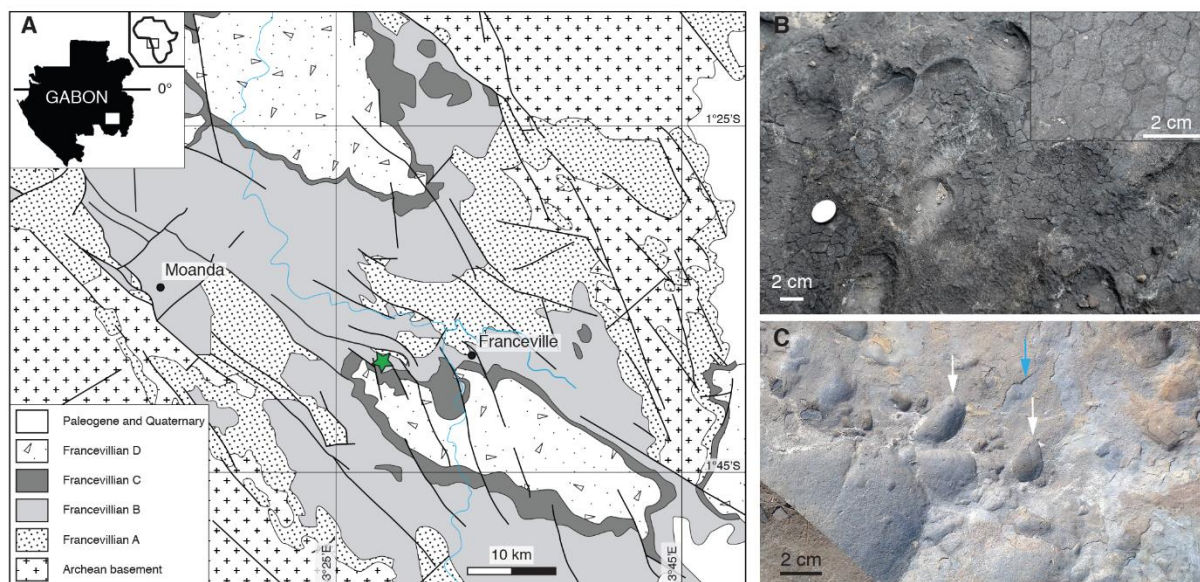 A
GABON
0°
1°25'S
Moanda
Franceville
1°45'S
Paleogene and Quaternary
Francevillian D
Francevillian C
Francevillian B
Francevillian A
Archean basement
3°25'E
10 km
3°45'E
B
2 cm
2 cm
C
2 cm